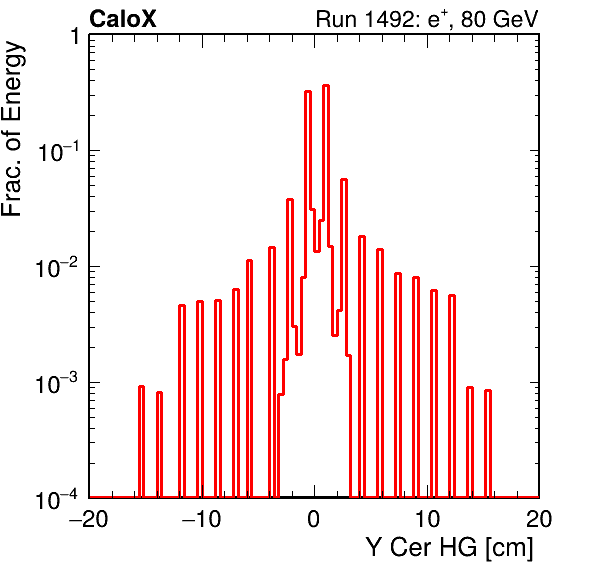 CaloX Run 1492: e⁺, 80 GeV
Frac. of Energy
1
10⁻¹
10⁻²
10⁻³
10⁻⁴
−20 −10 0 10 20
Y Cer HG [cm]